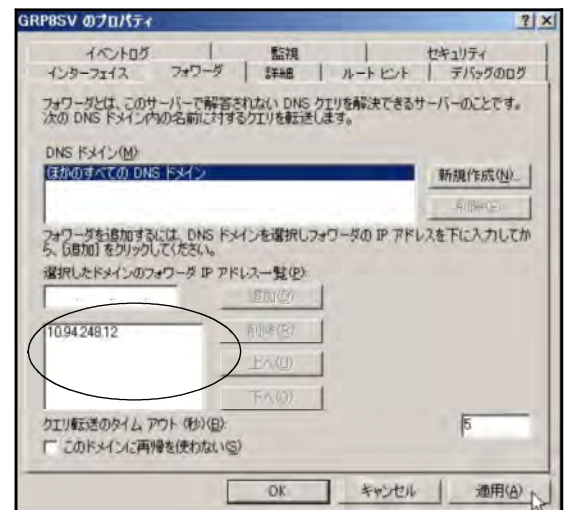 GRP8SV のプロパティ
イベントログ 監視 セキュリティ
インターフェイス フォワーダ 詳細 ルート ヒント デバッグのログ
フォワーダとは、このサーバーで解答されない DNS クエリを解決できるサーバーのことです。
次の DNS ドメイン内の名前に対するクエリを転送します。
DNS ドメイン(M):
ほかのすべての DNS ドメイン
新規作成(N)...
削除(E)...
フォワーダを追加するには、DNS ドメインを選択しフォワーダの IP アドレスを下に入力してか
ら、[追加] をクリックしてください。
選択したドメインのフォワーダ IP アドレス一覧(P):
追加(D)
10.94.248.12
削除(R)
上へ(U)
下へ(O)
クエリ転送のタイム アウト (秒)(B):
5
このドメインに再帰を使わない(S)
OK キャンセル 適用(A)